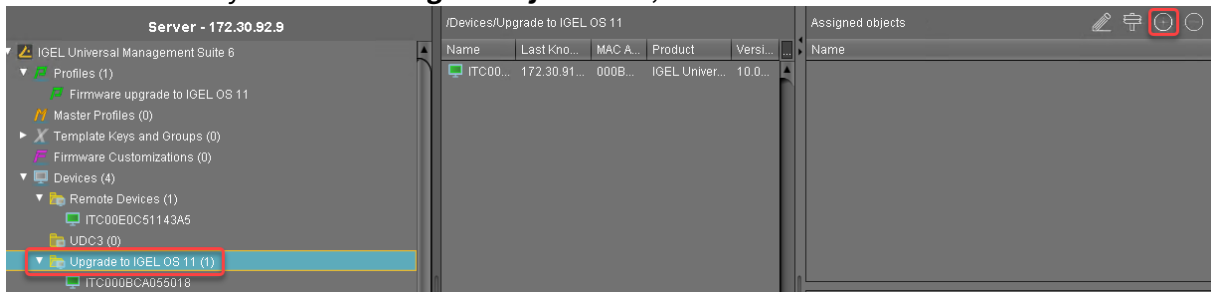 Server - 172.30.92.9
IGEL Universal Management Suite 6
Profiles (1)
Firmware upgrade to IGEL OS 11
Master Profiles (0)
Template Keys and Groups (0)
Firmware Customizations (0)
Devices (4)
Remote Devices (1)
ITC00E0C51143A5
UDC3 (0)
Upgrade to IGEL OS 11 (1)
ITC000BCA055018
/Devices/Upgrade to IGEL OS 11
Name Last Kno... MAC A... Product Versi... ...
ITC00... 172.30.91... 000B... IGEL Univer... 10.0...
Assigned objects
Name